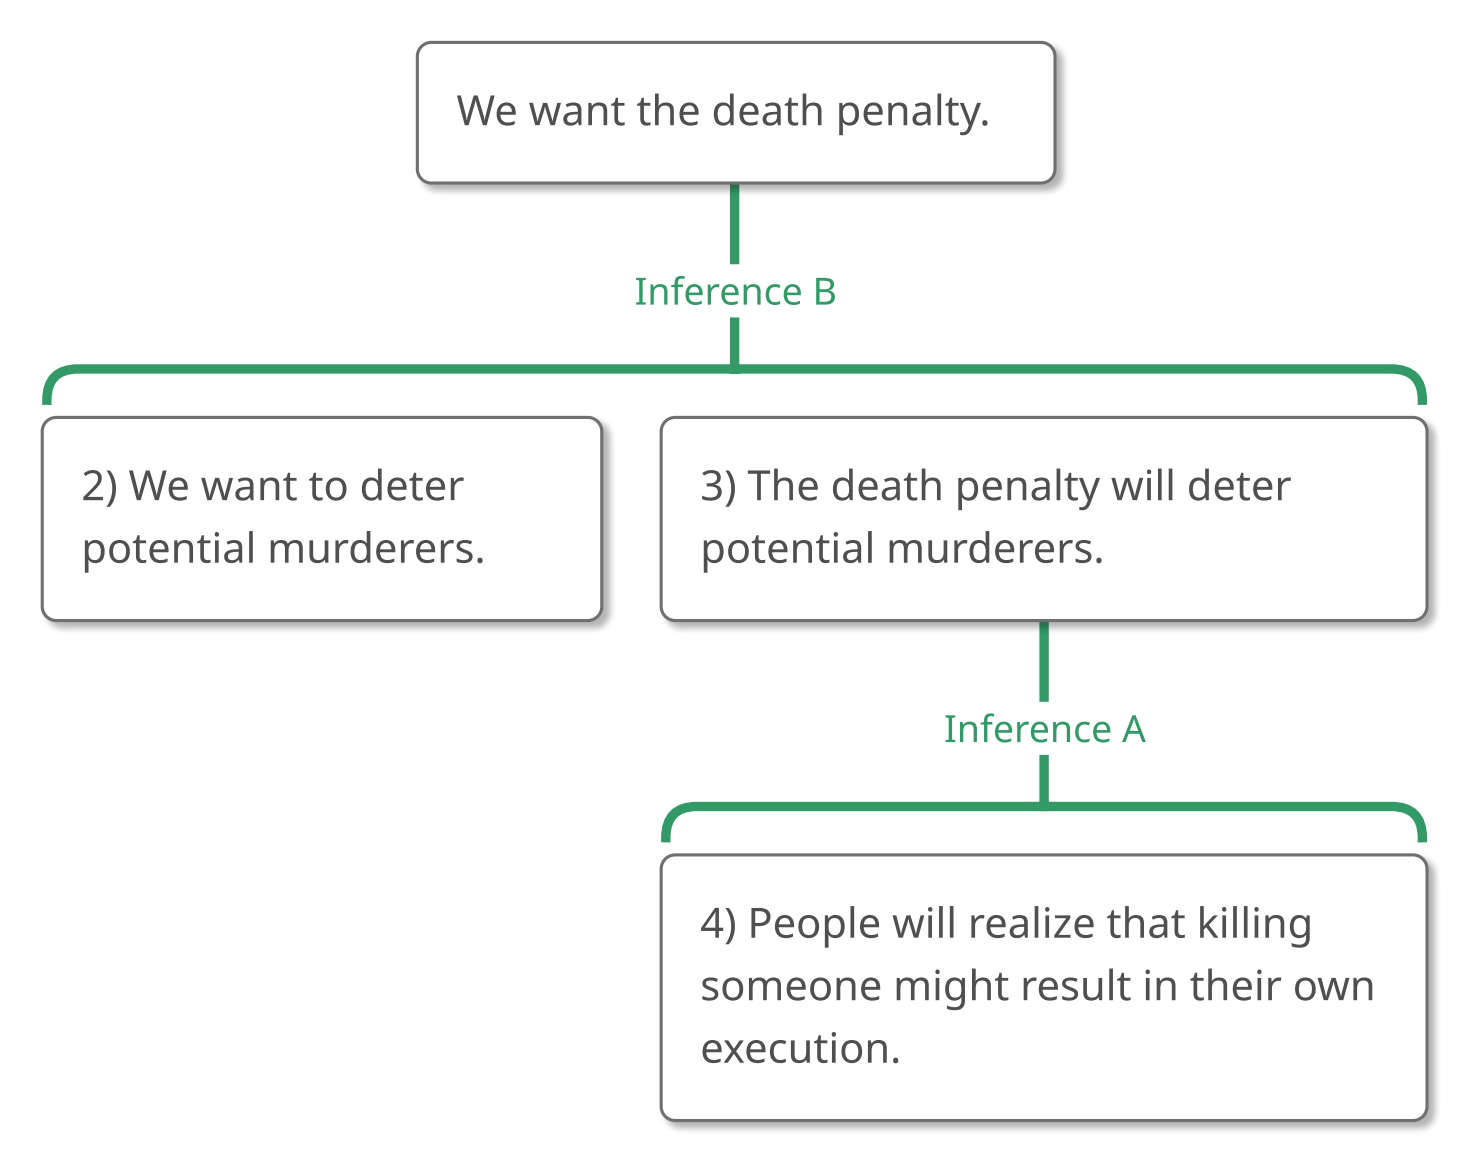 We want the death penalty.
Inference B
2) We want to deter
potential murderers.
3) The death penalty will deter
potential murderers.
Inference A
4) People will realize that killing
someone might result in their own
execution.